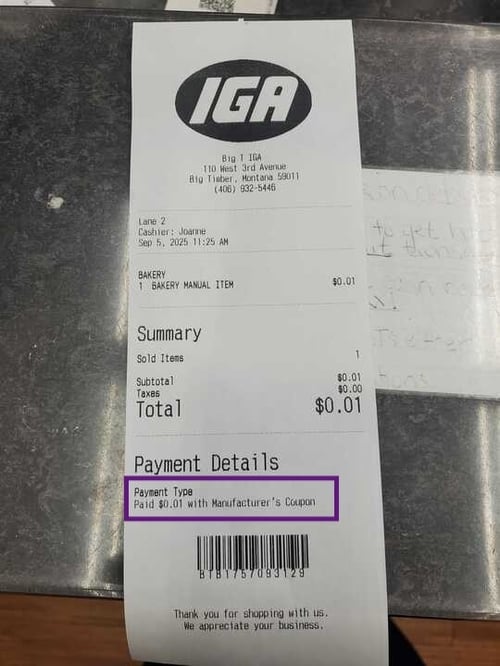 IGA
Big T IGA
110 West 3rd Avenue
Big Timber, Montana 59011
(406) 932-5446
Lane 2
Cashier: Joanne
Sep 5, 2025 11:25 AM
BAKERY
1 BAKERY MANUAL ITEM $0.01
Summary
Sold Items 1
Subtotal $0.01
Taxes $0.00
Total $0.01
Payment Details
Payment Type
Paid $0.01 with Manufacturer's Coupon
BTB1757093129
Thank you for shopping with us.
We appreciate your business.
to get